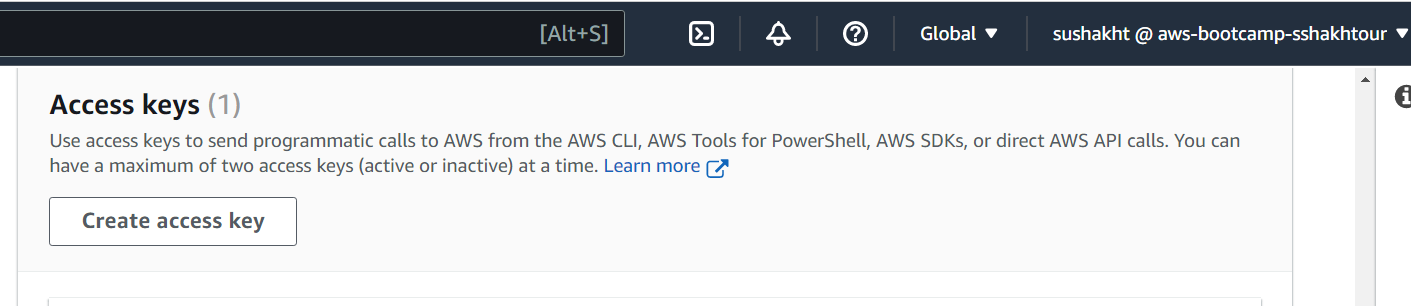 [Alt+S]
Global
sushakht @ aws-bootcamp-sshakhtour
Access keys (1)
Use access keys to send programmatic calls to AWS from the AWS CLI, AWS Tools for PowerShell, AWS SDKs, or direct AWS API calls. You can
have a maximum of two access keys (active or inactive) at a time. Learn more
Create access key